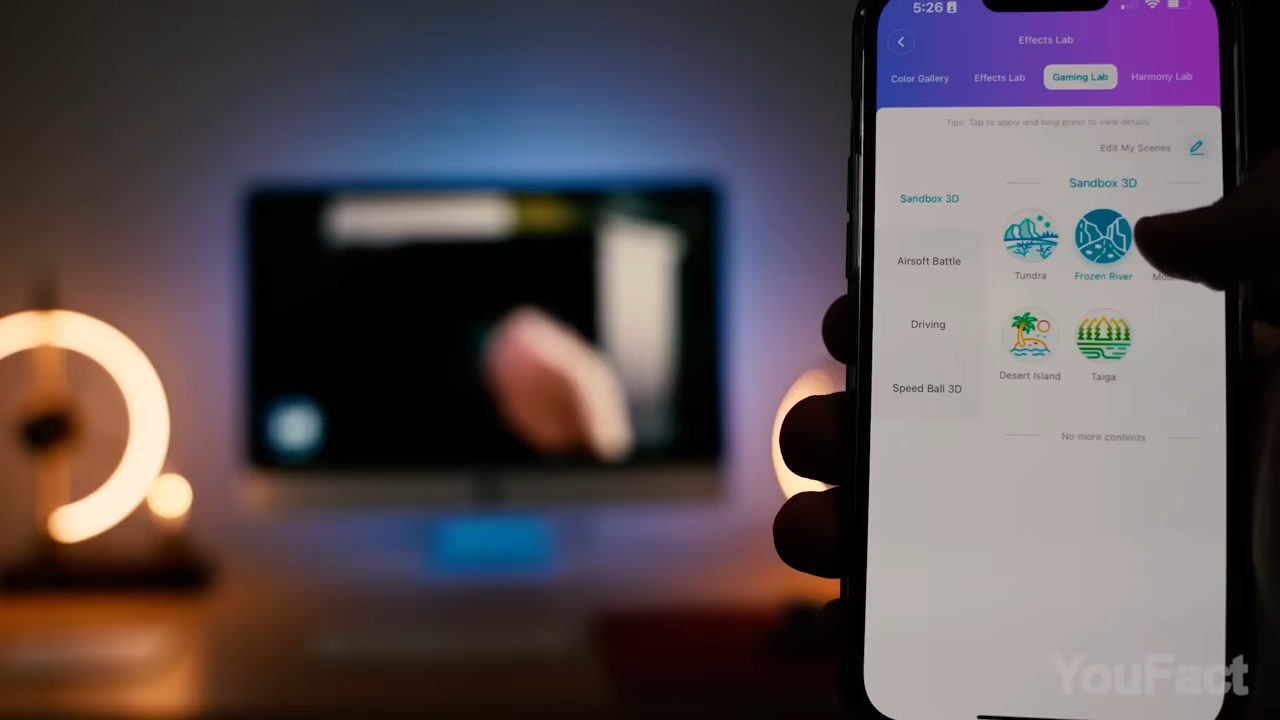 5:26
Effects Lab
Color Gallery Effects Lab Gaming Lab Harmony Lab
Tips: Tap to apply and long press to view details.
Edit My Scenes
Sandbox 3D
Sandbox 3D
Airsoft Battle
Tundra
Frozen River
Driving
Desert Island
Taiga
Speed Ball 3D
No more contents
YouFact